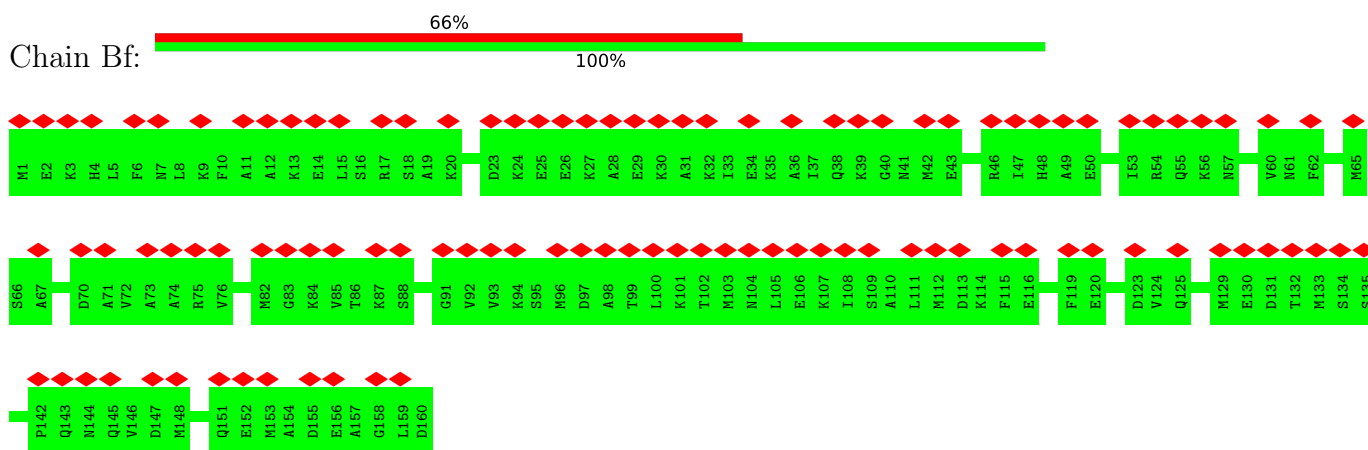 66%
Chain Bf:
100%
M1 E2 K3 H4 L5 F6 N7 L8 K9 F10 A11 A12 K13 E14 L15 S16 R17 S18 A19 K20 D23 K24 E25 E26 K27 A28 E29 K30 A31 K32 I33 E34 K35 A36 I37 Q38 K39 G40 N41 M42 E43 R46 I47 H48 A49 E50 I53 R54 Q55 K56 N57 V60 N61 F62 M65
S66 A67 D70 A71 V72 A73 A74 R75 V76 M82 G83 K84 V85 T86 K87 S88 G91 V92 V93 K94 S95 M96 D97 A98 T99 L100 K101 T102 M103 N104 L105 E106 K107 I108 S109 A110 L111 M112 D113 K114 F115 E116 F119 E120 D123 V124 Q125 M129 E130 D131 T132 M133 S134 S135
P142 Q143 N144 Q145 V146 D147 M148 Q151 E152 M153 A154 D155 E156 A157 G158 L159 D160